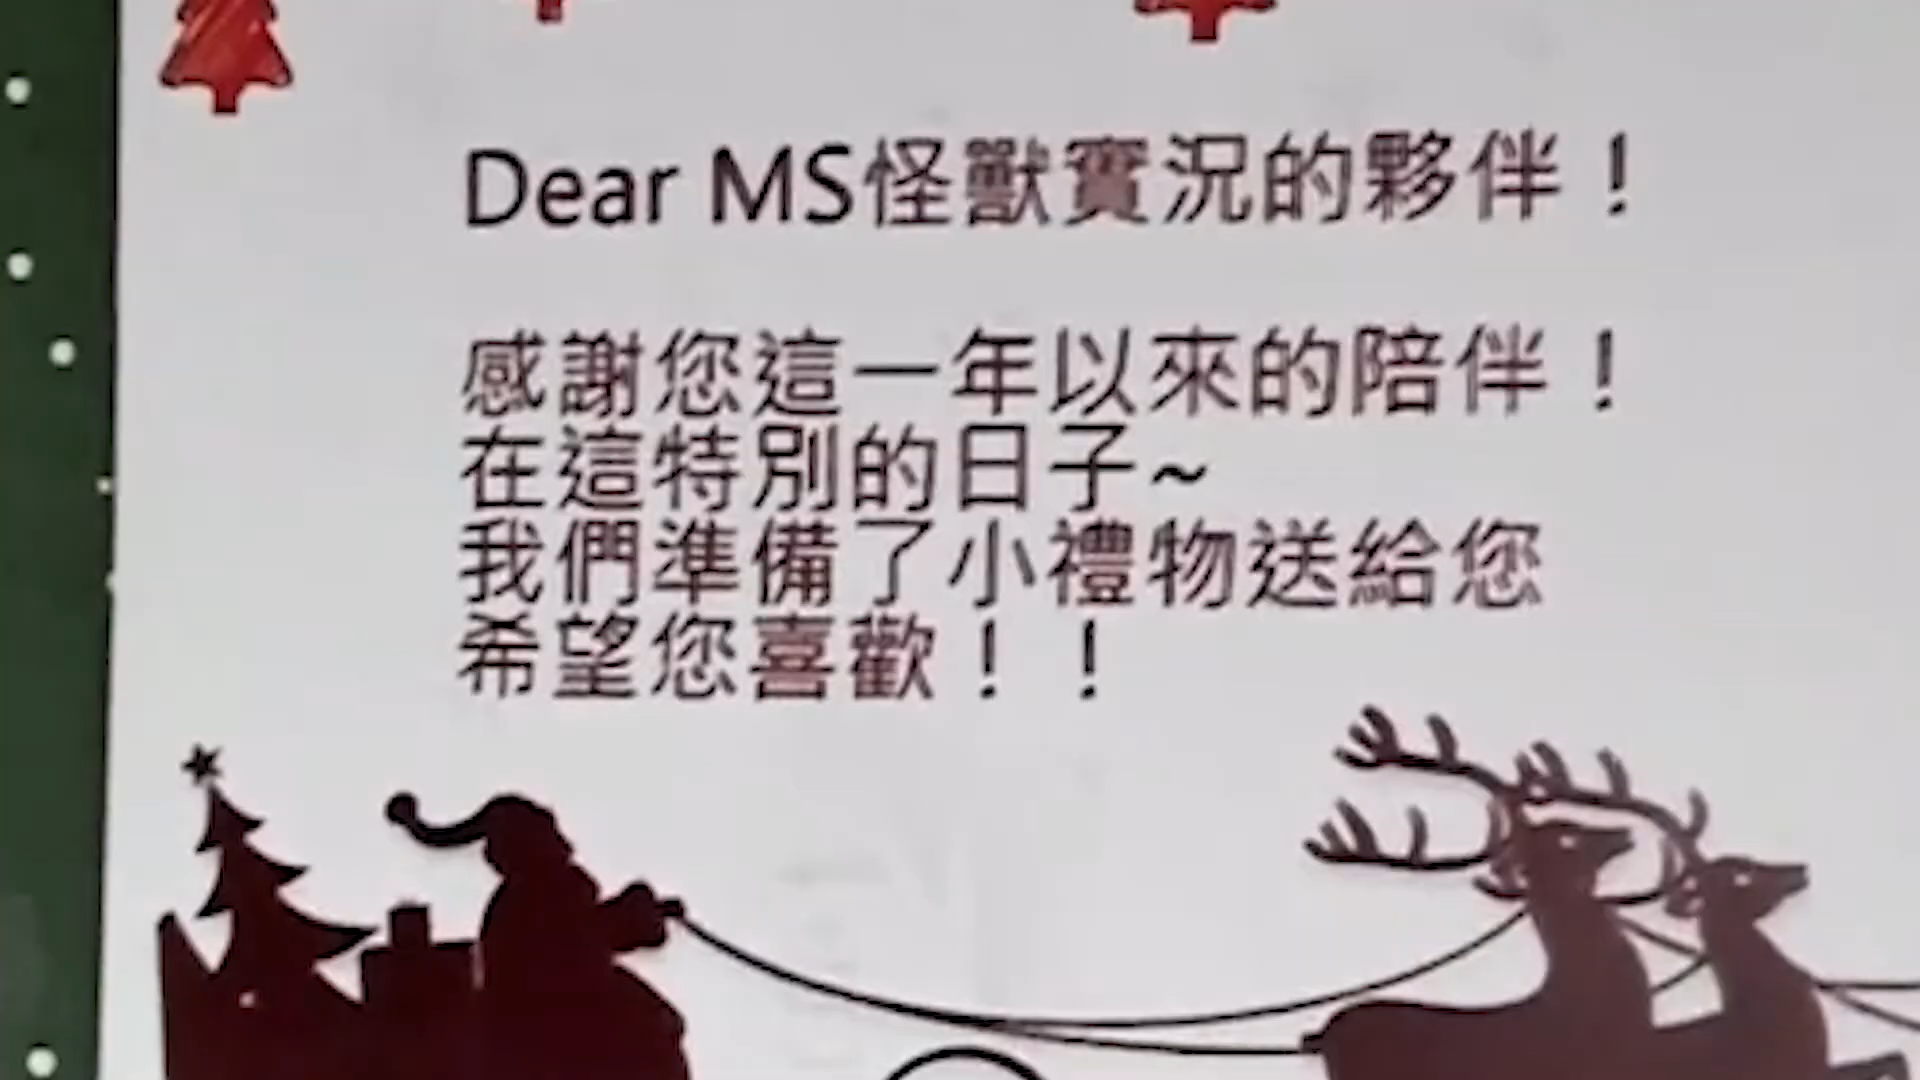 Dear MS怪獸實況的夥伴！
感謝您這一年以來的陪伴！
在這特別的日子~
我們準備了小禮物送給您
希望您喜歡！！